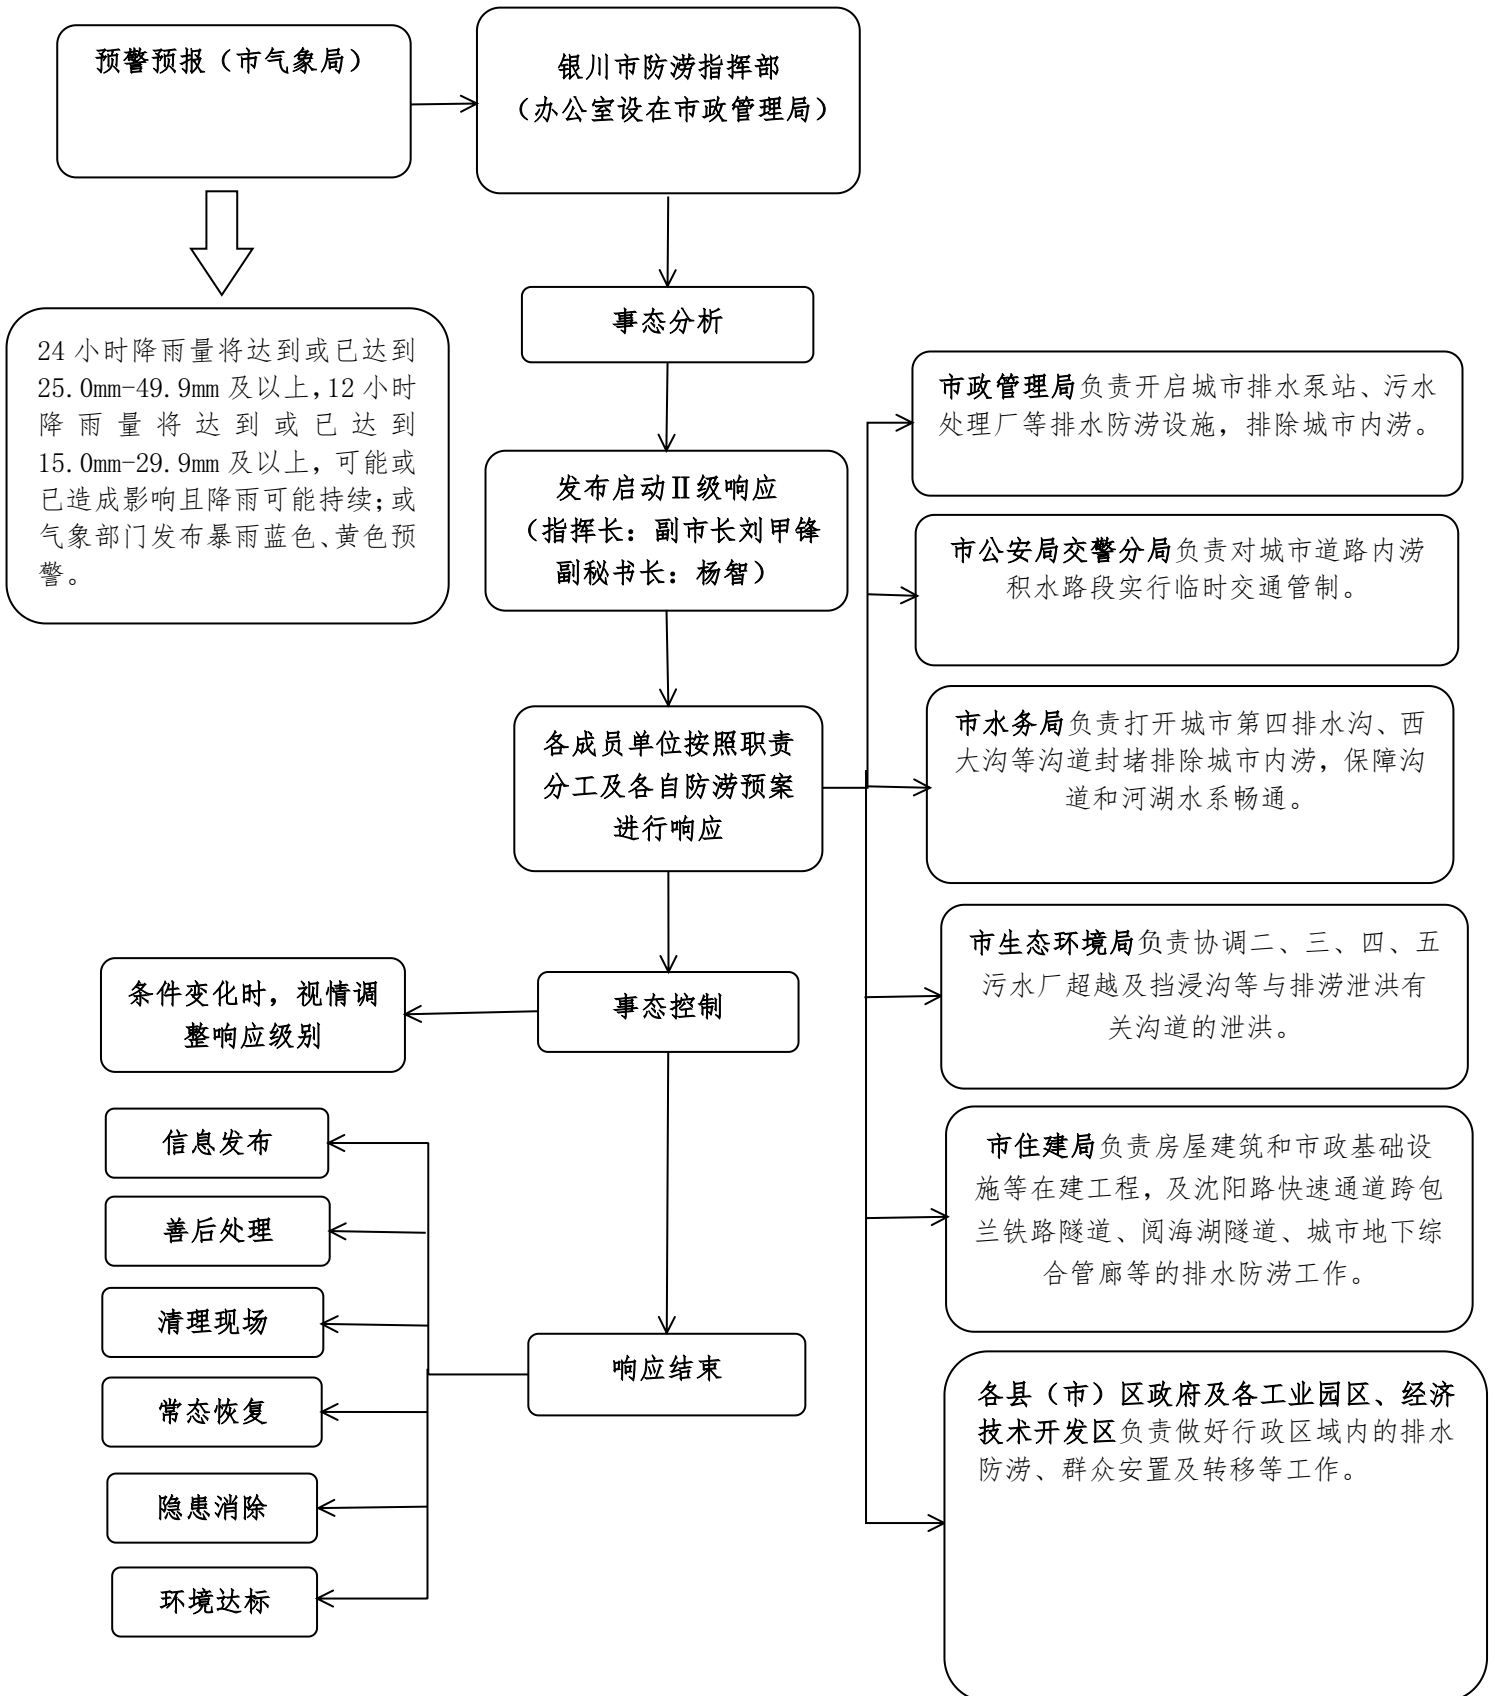 预警预报（市气象局）
银川市防涝指挥部
（办公室设在市政管理局）
事态分析
24 小时降雨量将达到或已达到
25.0mm-49.9mm 及以上，12 小时
降雨量将达到或已达到
15.0mm-29.9mm 及以上，可能或
已造成影响且降雨可能持续；或
气象部门发布暴雨蓝色、黄色预
警。
发布启动Ⅱ级响应
（指挥长：副市长刘甲锋
副秘书长：杨智）
各成员单位按照职责
分工及各自防涝预案
进行响应
市政管理局负责开启城市排水泵站、污水
处理厂等排水防涝设施，排除城市内涝。
市公安局交警分局负责对城市道路内涝
积水路段实行临时交通管制。
市水务局负责打开城市第四排水沟、西
大沟等沟道封堵排除城市内涝，保障沟
道和河湖水系畅通。
市生态环境局负责协调二、三、四、五
污水厂超越及挡浸沟等与排涝泄洪有
关沟道的泄洪。
市住建局负责房屋建筑和市政基础设
施等在建工程，及沈阳路快速通道跨包
兰铁路隧道、阅海湖隧道、城市地下综
合管廊等的排水防涝工作。
各县（市）区政府及各工业园区、经济
技术开发区负责做好行政区域内的排水
防涝、群众安置及转移等工作。
事态控制
条件变化时，视情调
整响应级别
响应结束
信息发布
善后处理
清理现场
常态恢复
隐患消除
环境达标